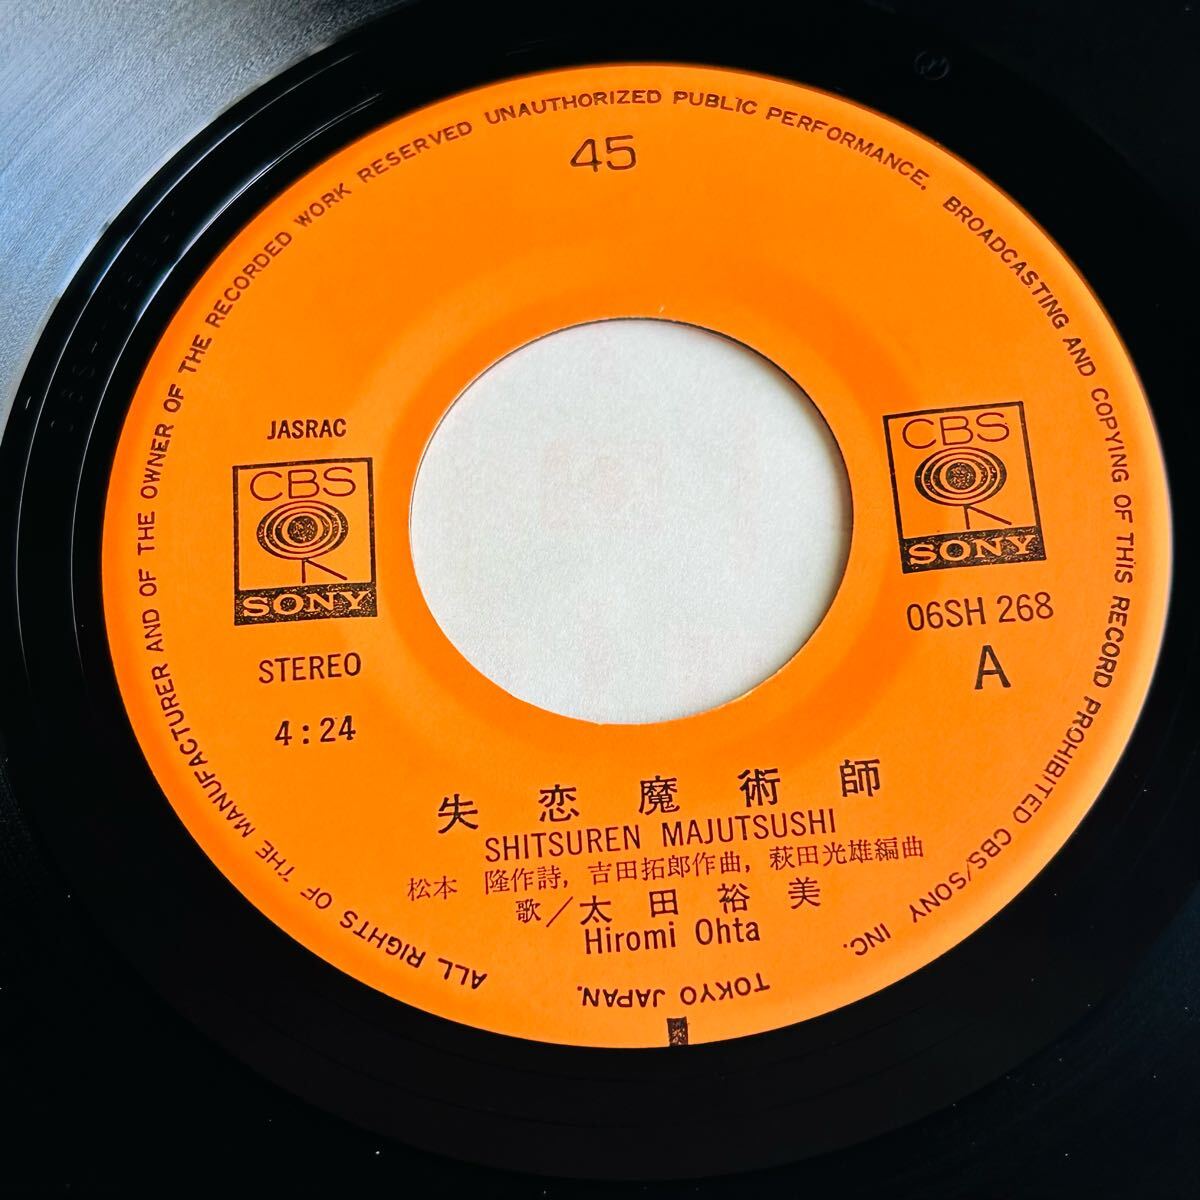 ALL RIGHTS OF THE MANUFACTURER AND OF THE OWNER OF THE RECORDED WORK RESERVED UNAUTHORIZED PUBLIC PERFORMANCE. BROADCASTING AND COPYING OF THIS RECORD PROHIBITED CBS/SONY INC.
TOKYO JAPAN.
45
JASRAC
CBS
SONY
STEREO
4:24
CBS
SONY
06SH 268
A
失恋魔術師
SHITSUREN MAJUTSUSHI
松本 隆作詩, 吉田拓郎作曲, 萩田光雄編曲
歌/太田裕美
Hiromi Ohta